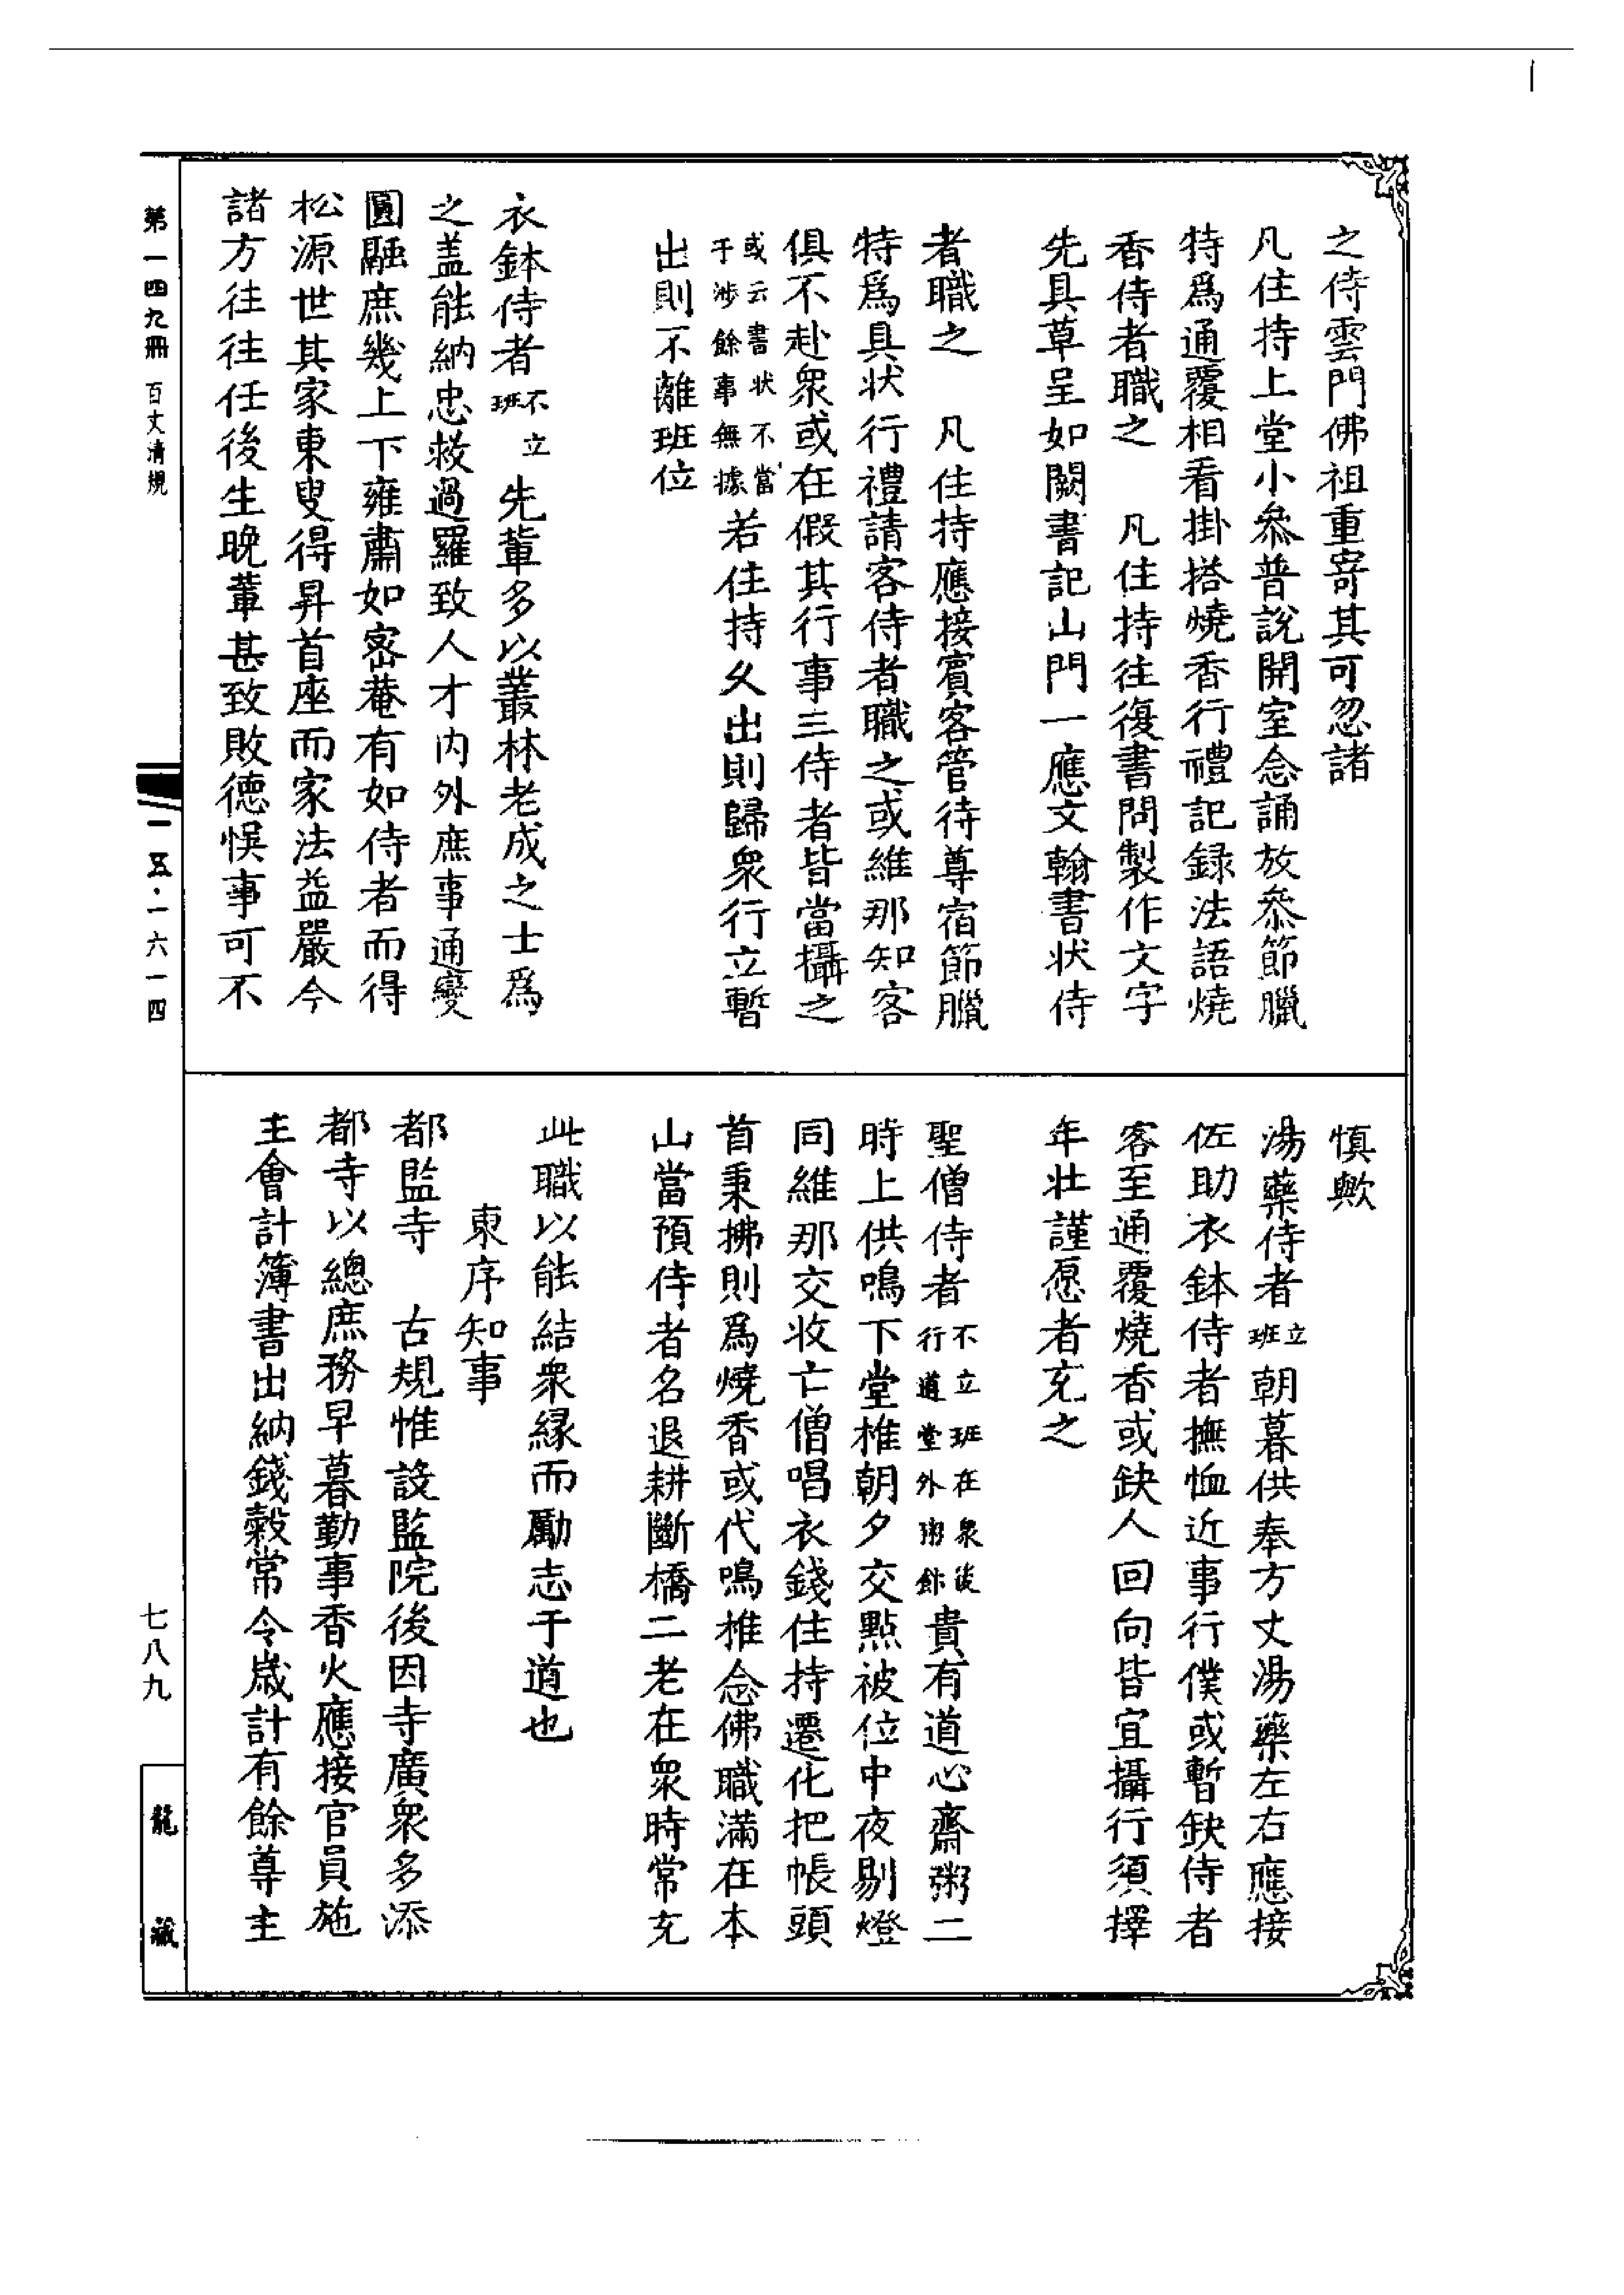 之侍雲門佛祖重寄其可忽諸
凡住持上堂小叅普說開室念誦放叅節臘
特爲通覆相看掛搭燒香行禮記録法語燒
香侍者職之　凡住持往復書問製作文字
先具草呈如闕書記山門一應文翰書状侍
者職之　凡住持應接賓客管待尊宿節臘
特爲具状行禮請客侍者職之或維那知客
俱不赴衆或在假其行事三侍者皆當攝之
或云書状不當
于涉餘事無據
若住持久出則歸衆行立暫
出則不離班位
衣鉢侍者
不立
班
先輩多以叢林老成之士爲
之盖能納忠救過羅致人才内外庶事通變
圓融庶幾上下雍肅如密菴有如侍者而得
松源世其家東叟得昇首座而家法益嚴今
諸方往往任後生晚輩甚致敗德悞事可不
慎歟
湯藥侍者
立
班
朝暮供奉方丈湯藥左右應接
佐助衣鉢侍者撫恤近事行僕或暫缺侍者
客至通覆燒香或缺人回向皆宜攝行須擇
年壮謹愿者充之
聖僧侍者
不立班在衆後
行道堂外粥餘
貴有道心齋粥二
時上供鳴下堂椎朝夕交點被位中夜剔燈
同維那交收亡僧唱衣錢住持遷化把帳頭
首秉拂則爲燒香或代鳴椎念佛職滿在本
山當預侍者名退耕斷橋二老在衆時常充
此職以能結衆緣而勵志于道也
東序知事
都監寺　古規惟設監院後因寺廣衆多添
都寺以總庶務早暮勤事香火應接官員施
主會計簿書出納錢榖常令嵗計有餘尊主
第一四九冊　百丈清規
一五·一六一四
七八九
龍藏